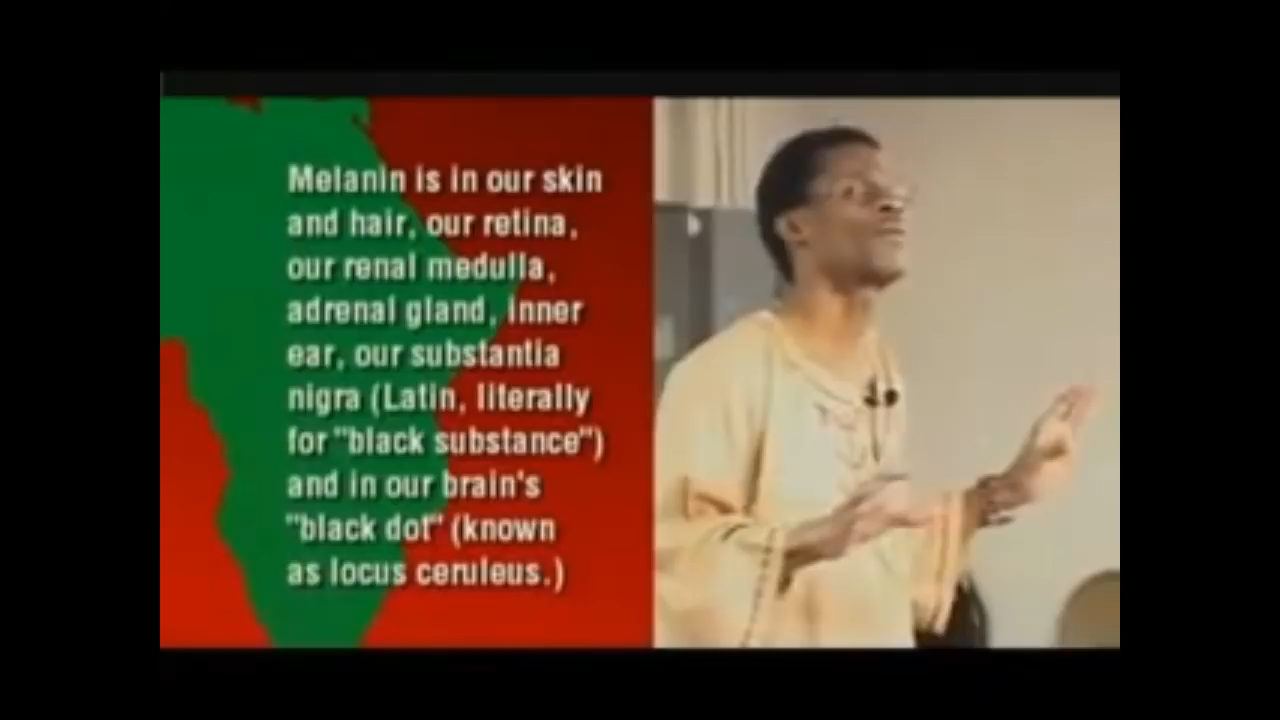 Melanin is in our skin
and hair, our retina,
our renal medulla,
adrenal gland, inner
ear, our substantia
nigra (Latin, literally
for "black substance")
and in our brain's
"black dot" (known
as locus ceruleus.)